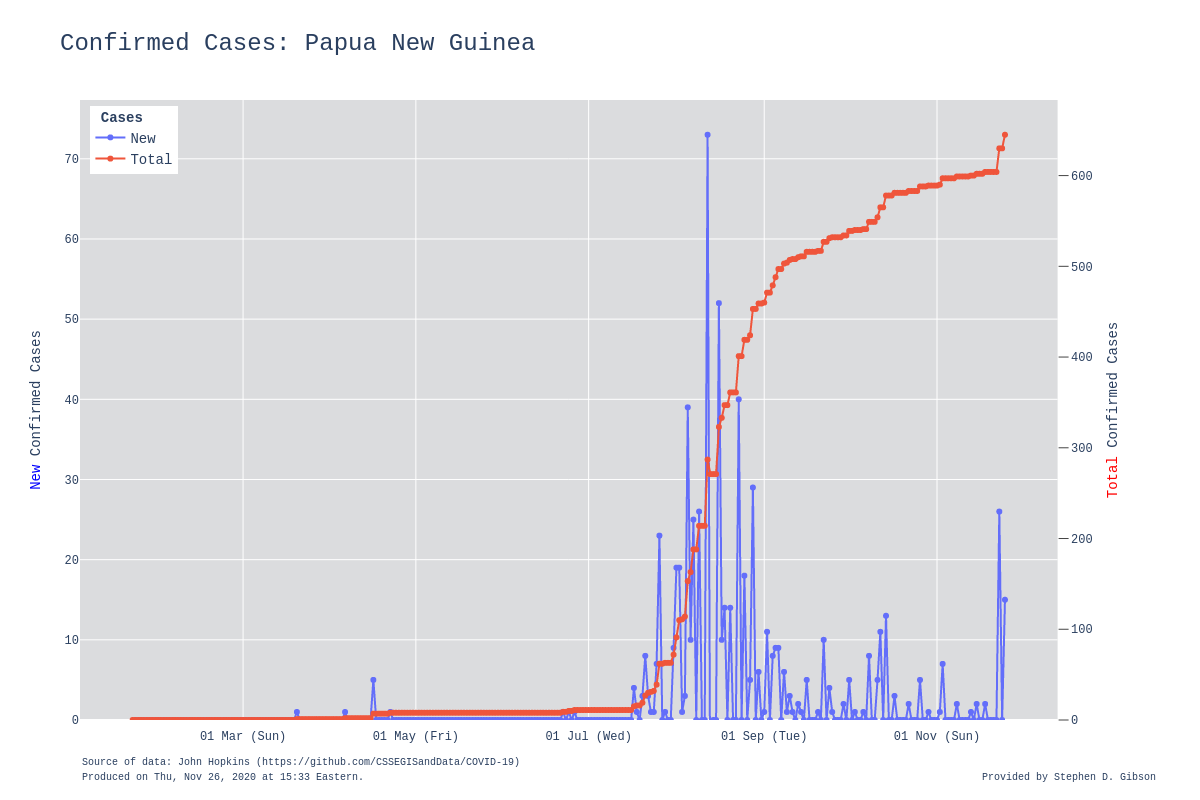 Confirmed Cases: Papua New Guinea
Cases
New
Total
70
60
50
40
30
20
10
0
New Confirmed Cases
600
500
400
300
200
100
0
Total Confirmed Cases
01 Mar (Sun)
01 May (Fri)
01 Jul (Wed)
01 Sep (Tue)
01 Nov (Sun)
Source of data: John Hopkins (https://github.com/CSSEGISandData/COVID-19)
Produced on Thu, Nov 26, 2020 at 15:33 Eastern.
Provided by Stephen D. Gibson